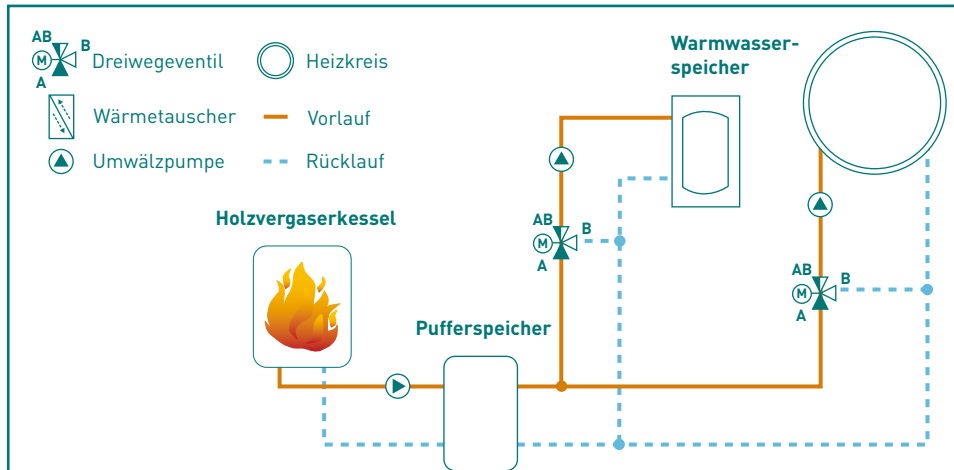 AB
B
M
A
Dreiwegeventil
Heizkreis
Wärmetauscher
Vorlauf
Umwälzpumpe
Rücklauf
Warmwasser-
speicher
Holzvergaserkessel
AB
B
M
A
AB
B
M
A
Pufferspeicher